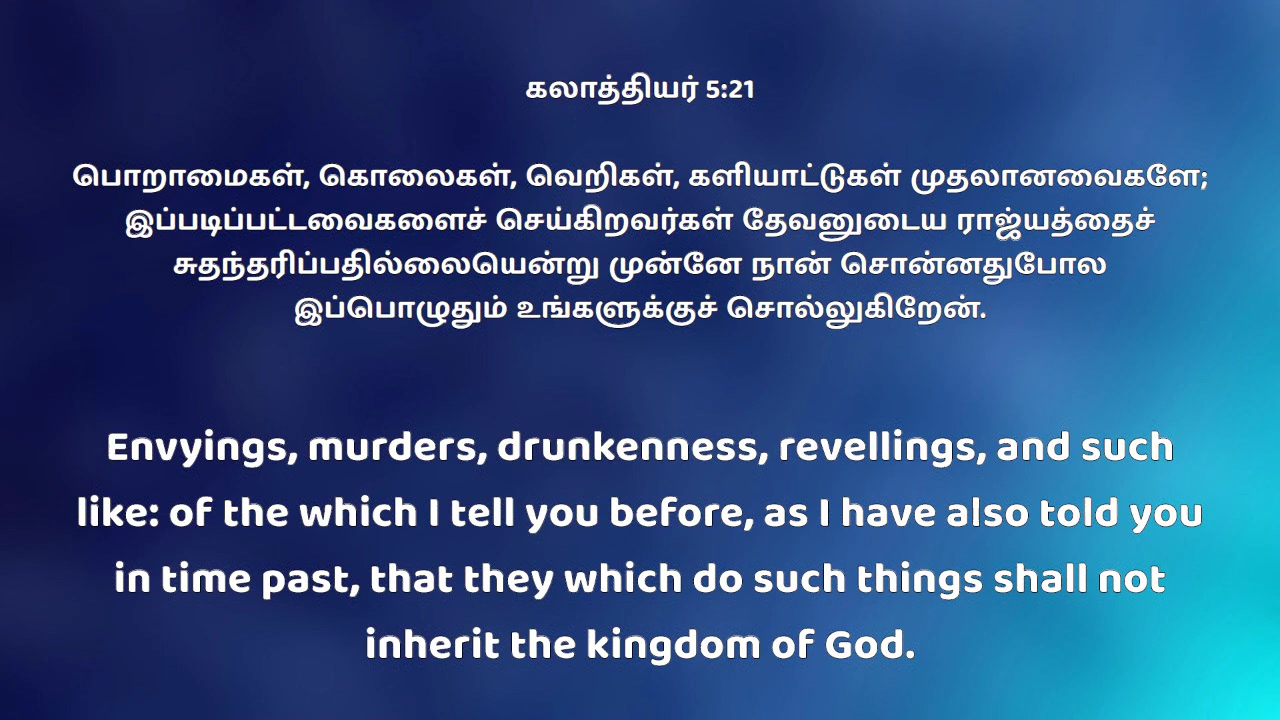 கலாத்தியர் 5:21
பொறாமைகள், கொலைகள், வெறிகள், களியாட்டுகள் முதலானவைகளே;
இப்படிப்பட்டவைகளைச் செய்கிறவர்கள் தேவனுடைய ராஜ்யத்தைச்
சுதந்தரிப்பதில்லையென்று முன்னே நான் சொன்னதுபோல
இப்பொழுதும் உங்களுக்குச் சொல்லுகிறேன்.
Envyings, murders, drunkenness, revellings, and such
like: of the which I tell you before, as I have also told you
in time past, that they which do such things shall not
inherit the kingdom of God.